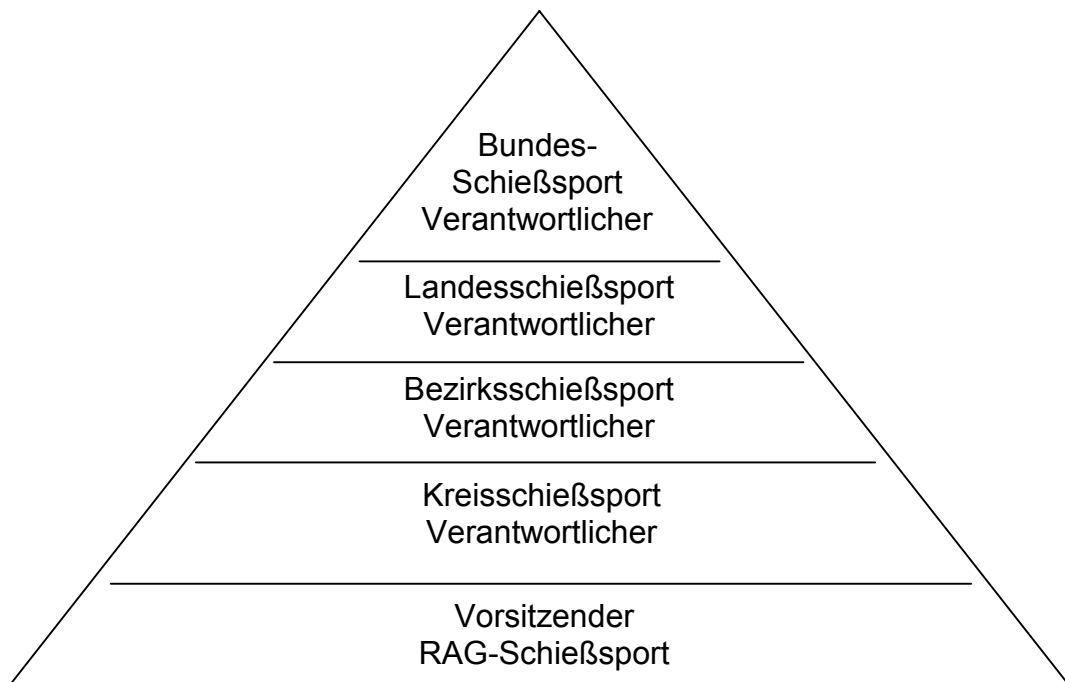 Bundes-
Schießsport
Verantwortlicher
Landesschießsport
Verantwortlicher
Bezirksschießsport
Verantwortlicher
Kreisschießsport
Verantwortlicher
Vorsitzender
RAG-Schießsport